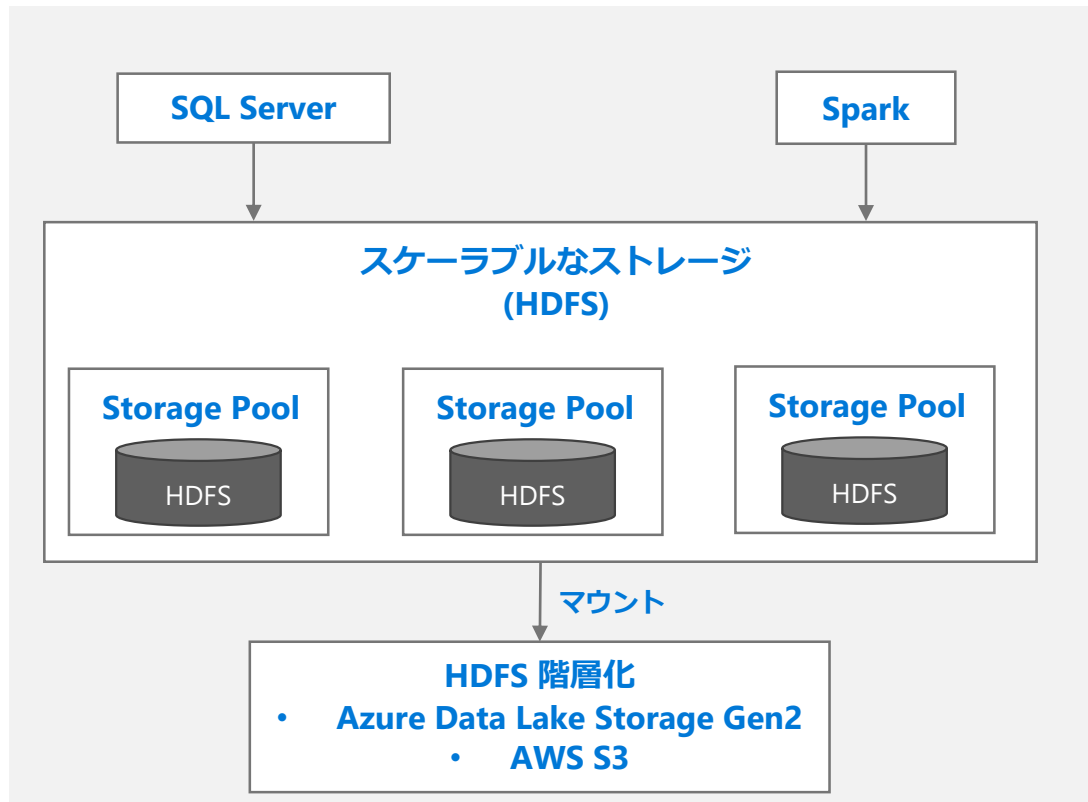 SQL Server
Spark
スケーラブルなストレージ
(HDFS)
Storage Pool
HDFS
Storage Pool
HDFS
Storage Pool
HDFS
マウント
HDFS 階層化
• Azure Data Lake Storage Gen2
• AWS S3